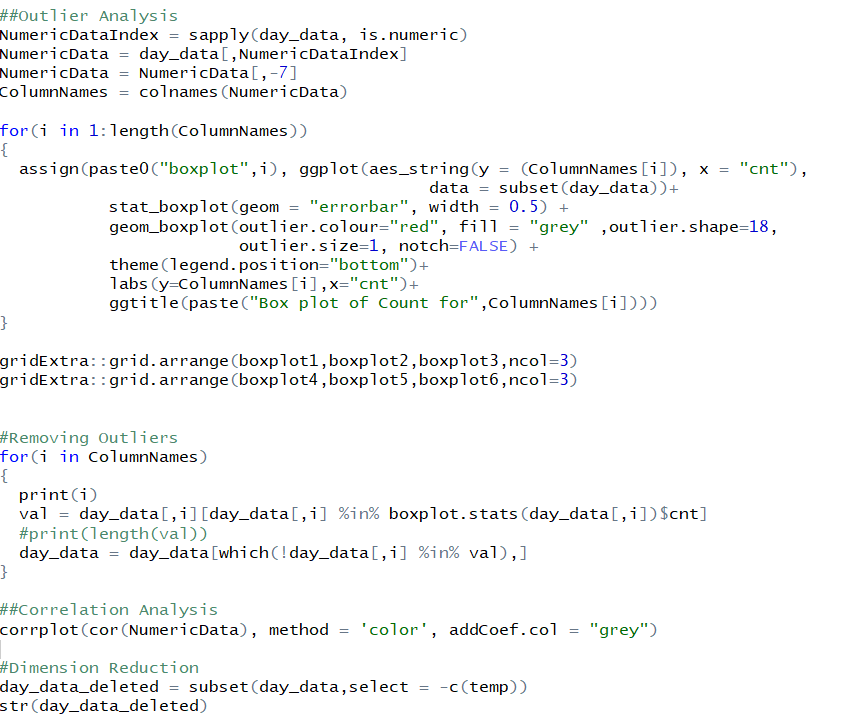 ##Outlier Analysis
NumericDataIndex = sapply(day_data, is.numeric)
NumericData = day_data[,NumericDataIndex]
NumericData = NumericData[,-7]
ColumnNames = colnames(NumericData)
for(i in 1:length(ColumnNames))
{
  assign(paste0("boxplot",i), ggplot(aes_string(y = (ColumnNames[i]), x = "cnt"),
                                             data = subset(day_data))+
           stat_boxplot(geom = "errorbar", width = 0.5) +
           geom_boxplot(outlier.colour="red", fill = "grey" ,outlier.shape=18,
                         outlier.size=1, notch=FALSE) +
           theme(legend.position="bottom")+
           labs(y=ColumnNames[i],x="cnt")+
           ggtitle(paste("Box plot of Count for",ColumnNames[i])))
}
gridExtra::grid.arrange(boxplot1,boxplot2,boxplot3,ncol=3)
gridExtra::grid.arrange(boxplot4,boxplot5,boxplot6,ncol=3)
#Removing Outliers
for(i in ColumnNames)
{
  print(i)
  val = day_data[,i][day_data[,i] %in% boxplot.stats(day_data[,i])$cnt]
  #print(length(val))
  day_data = day_data[which(!day_data[,i] %in% val),]
}
##Correlation Analysis
corrplot(cor(NumericData), method = 'color', addCoef.col = "grey")
#Dimension Reduction
day_data_deleted = subset(day_data,select = -c(temp))
str(day_data_deleted)